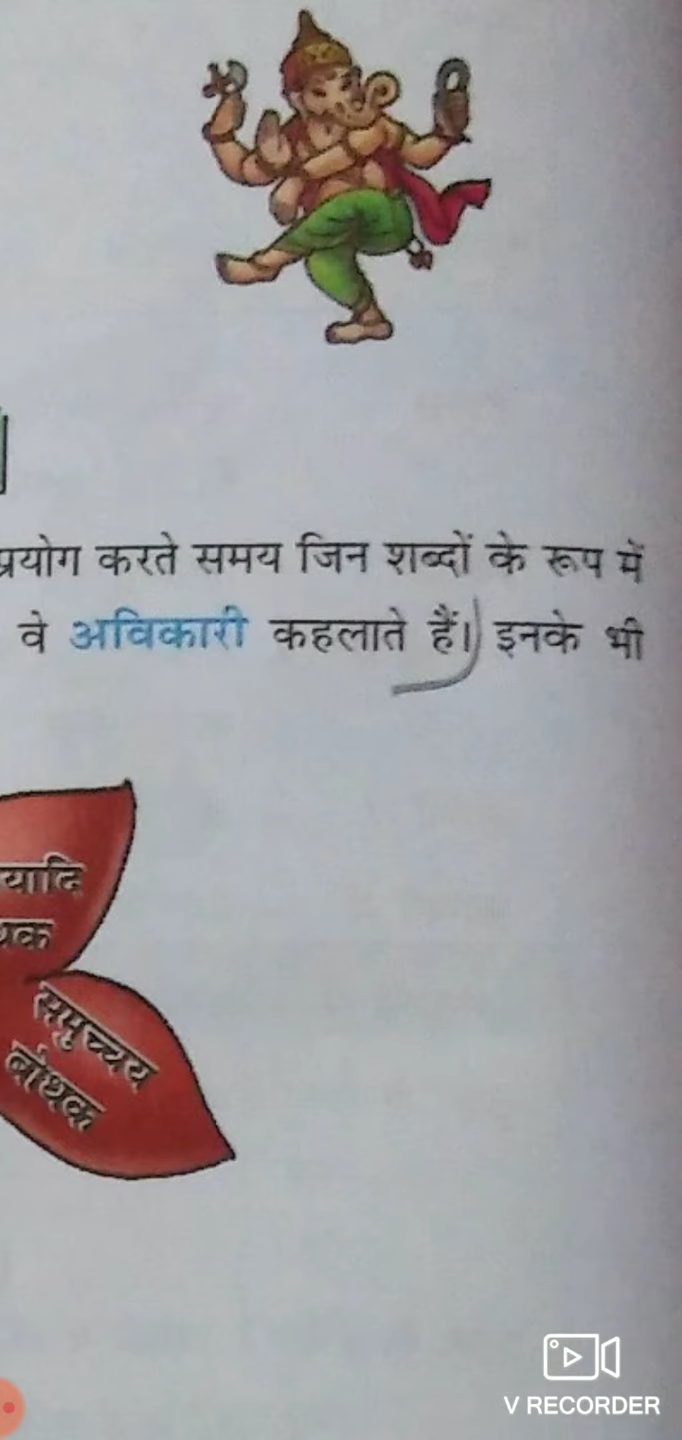 प्रयोग करते समय जिन शब्दों के रूप में
वे अविकारी कहलाते हैं। इनके भी
समुच्चय
बोधक
V RECORDER